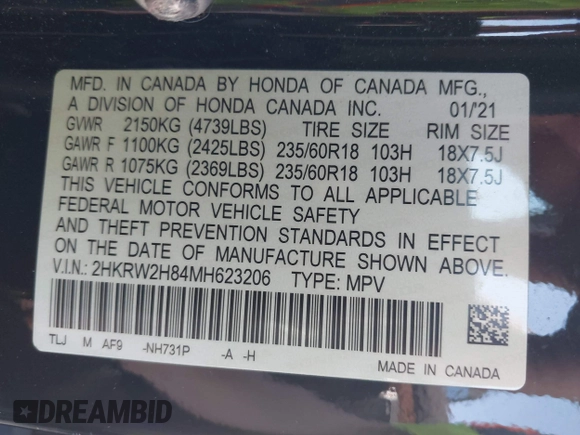 MFD. IN CANADA BY HONDA OF CANADA MFG.,
A DIVISION OF HONDA CANADA INC. 01/21
GVWR 2150KG (4739LBS) TIRE SIZE RIM SIZE
GAWR F 1100KG (2425LBS) 235/60R18 103H 18X7.5J
GAWR R 1075KG (2369LBS) 235/60R18 103H 18X7.5J
THIS VEHICLE CONFORMS TO ALL APPLICABLE
FEDERAL MOTOR VEHICLE SAFETY
AND THEFT PREVENTION STANDARDS IN EFFECT
ON THE DATE OF MANUFACTURE SHOWN ABOVE.
V.I.N.: 2HKRW2H84MH623206 TYPE: MPV
TLJ M AF9 -NH731P -A -H
MADE IN CANADA
DREAMBID